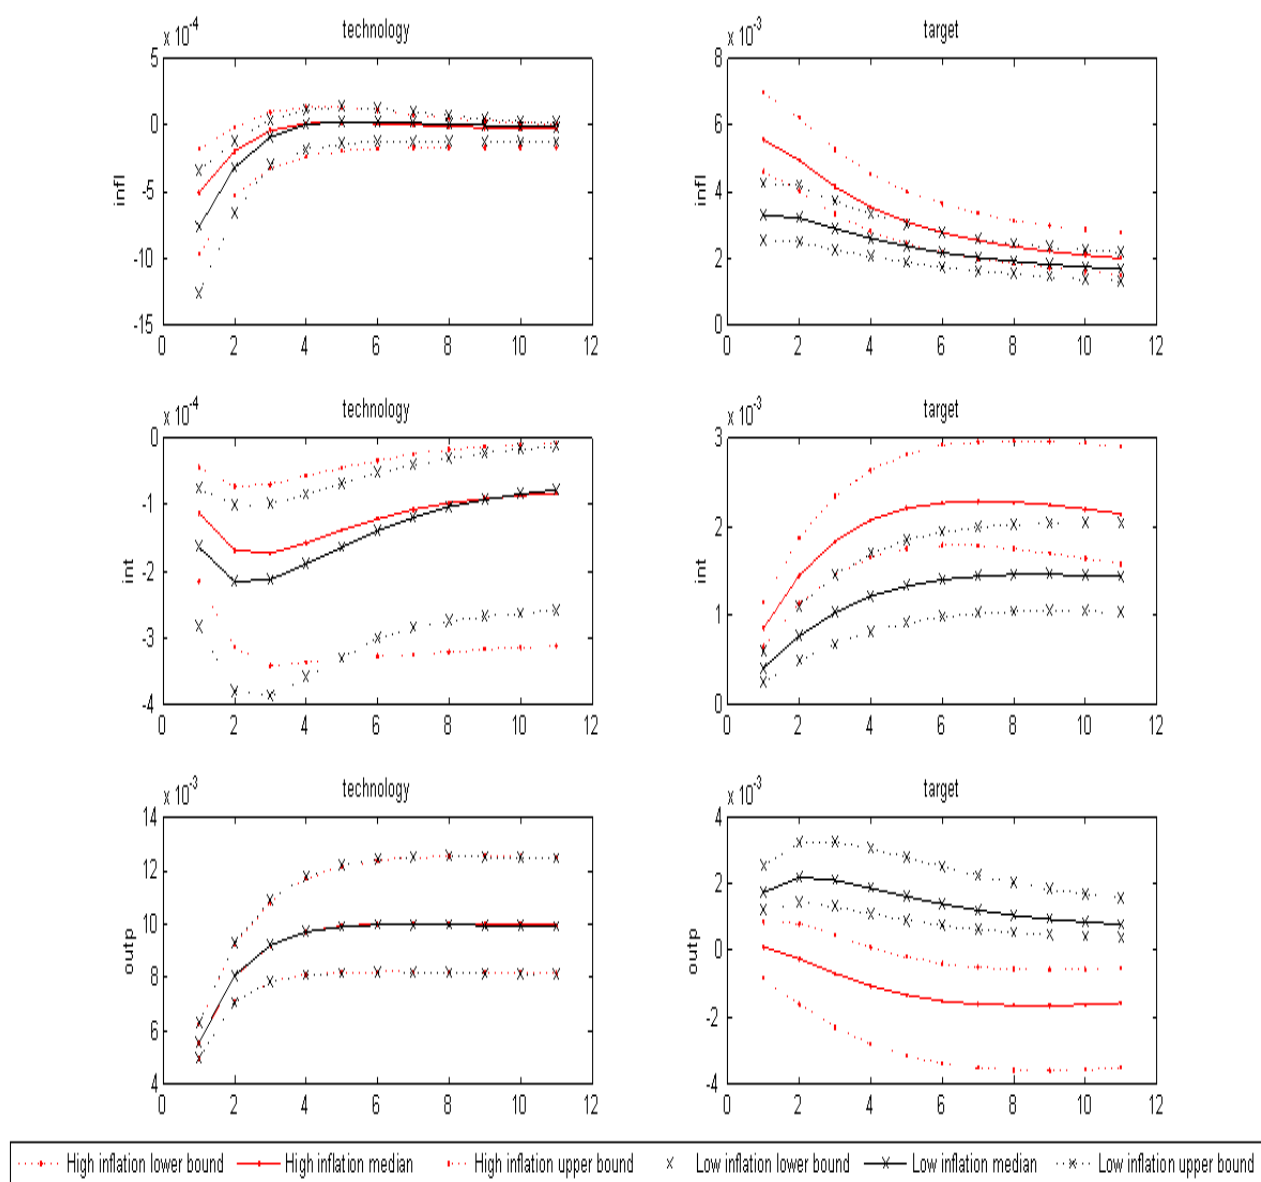 x 10^-4 technology
5
0
-5
-10
-15
infl
0 2 4 6 8 10 12
x 10^-3 target
8
6
4
2
0
infl
0 2 4 6 8 10 12
x 10^-4 technology
0
-1
-2
-3
-4
int
0 2 4 6 8 10 12
x 10^-3 target
3
2
1
0
int
0 2 4 6 8 10 12
x 10^-3 technology
14
12
10
8
6
4
outp
0 2 4 6 8 10 12
x 10^-3 target
4
2
0
-2
-4
outp
0 2 4 6 8 10 12
High inflation lower bound High inflation median High inflation upper bound Low inflation lower bound Low inflation median Low inflation upper bound